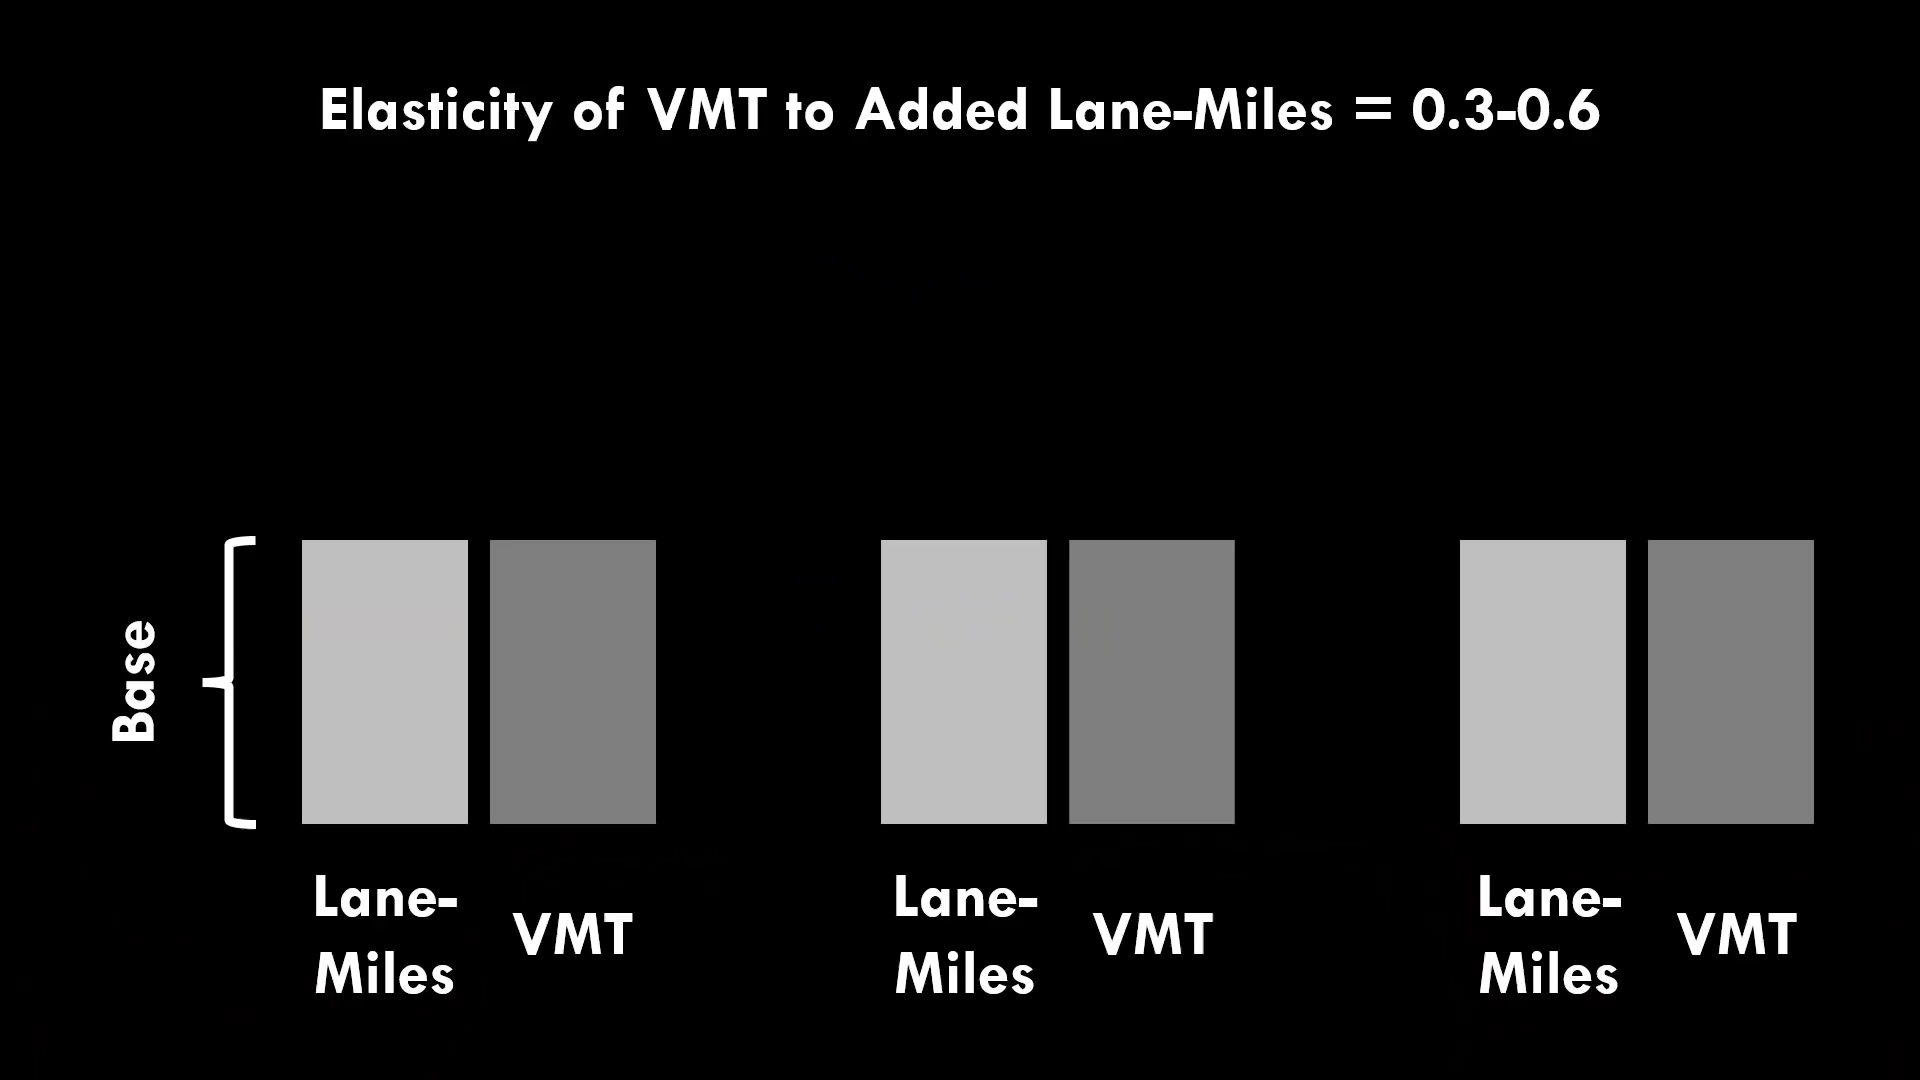 Elasticity of VMT to Added Lane-Miles = 0.3-0.6
Base
Lane-
Miles
VMT
Lane-
Miles
VMT
Lane-
Miles
VMT